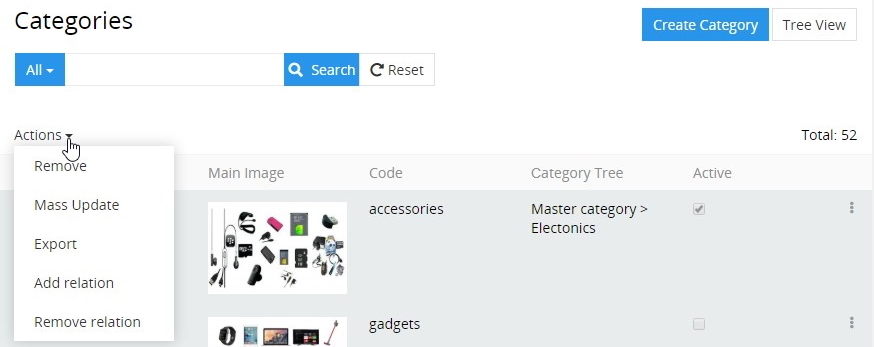 Categories
Create Category
Tree View
All
Search
Reset
Actions
Total: 52
Remove
Mass Update
Export
Add relation
Remove relation
Main Image
Code
Category Tree
Active
accessories
Master category >
Electonics
gadgets